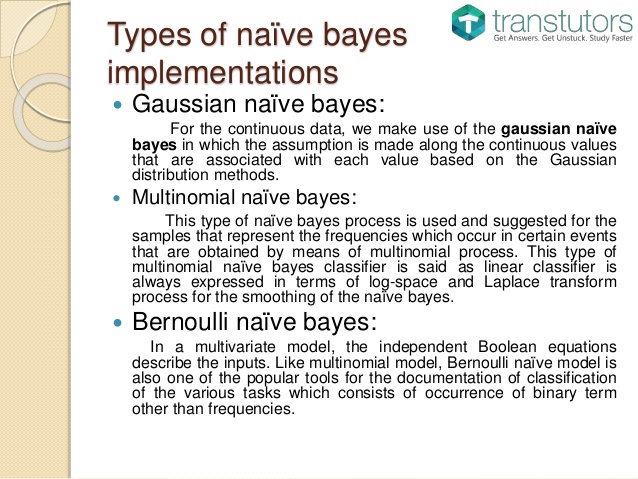 Types of naïve bayes
implementations
transtutors
Get Answers. Get Unstuck. Study Faster
• Gaussian naïve bayes:
For the continuous data, we make use of the gaussian naïve
bayes in which the assumption is made along the continuous values
that are associated with each value based on the Gaussian
distribution methods.
• Multinomial naïve bayes:
This type of naïve bayes process is used and suggested for the
samples that represent the frequencies which occur in certain events
that are obtained by means of multinomial process. This type of
multinomial naïve bayes classifier is said as linear classifier is
always expressed in terms of log-space and Laplace transform
process for the smoothing of the naïve bayes.
• Bernoulli naïve bayes:
In a multivariate model, the independent Boolean equations
describe the inputs. Like multinomial model, Bernoulli naïve model is
also one of the popular tools for the documentation of classification
of the various tasks which consists of occurrence of binary term
other than frequencies.